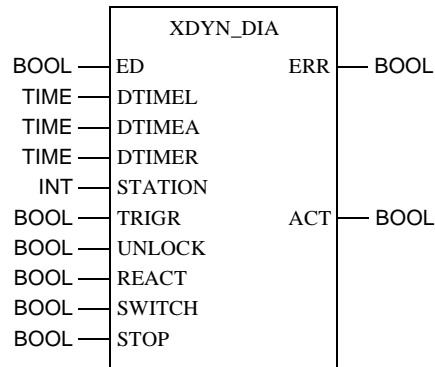 XDYN_DIA
BOOL ED ERR BOOL
TIME DTIMEL
TIME DTIMEA
TIME DTIMER
INT STATION
BOOL TRIGR ACT BOOL
BOOL UNLOCK
BOOL REACT
BOOL SWITCH
BOOL STOP